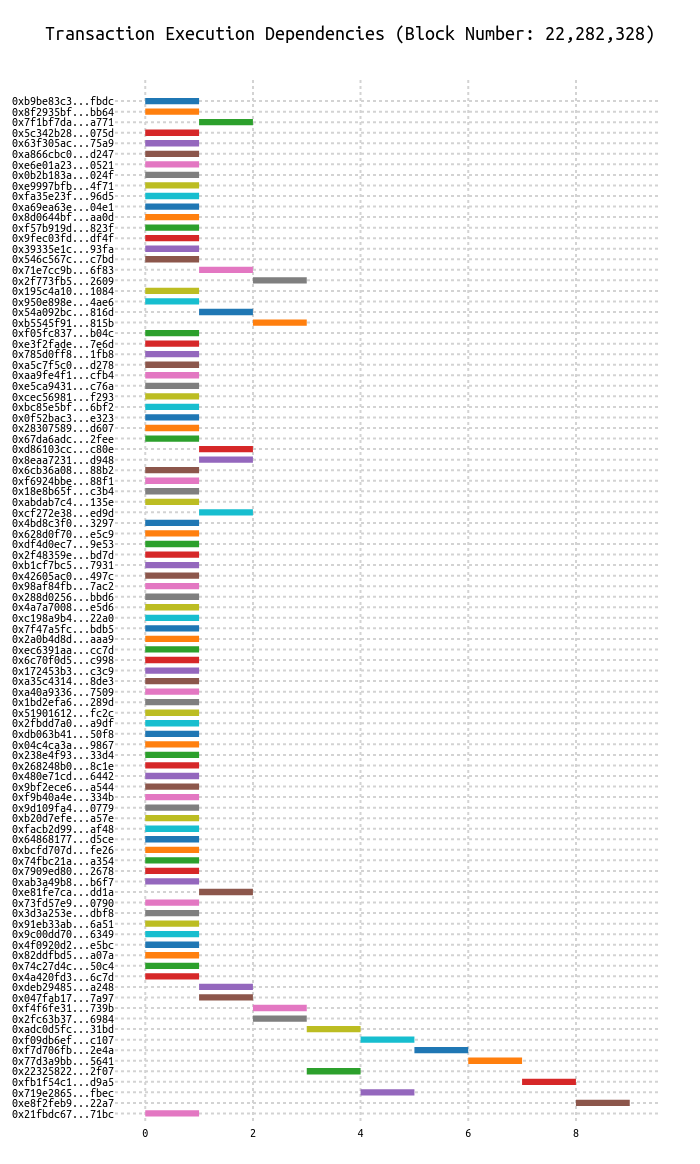 Transaction Execution Dependencies (Block Number: 22,282,328)
0xb9be83c3...fbdc
0x8f2935bf...bb64
0x7f1bf7da...a771
0x5c342b28...075d
0x63f305ac...75a9
0xa866cbc0...d247
0xe6e01a23...0521
0x0b2b183a...024f
0xe9997bfb...4f71
0xfa35e23f...96d5
0xa69ea63e...04e1
0x8d0644bf...aa0d
0xf57b919d...823f
0x9fec03fd...df4f
0x39335e1c...93fa
0x546c567c...c7bd
0x71e7cc9b...6f83
0x2f773fb5...2609
0x195c4a10...1084
0x950e898e...4ae6
0x54a092bc...816d
0xb5545f91...815b
0xf05fc837...b04c
0xe3f2fade...7e6d
0x785d0ff8...1fb8
0xa5c7f5c0...d278
0xaa9fe4f1...cfb4
0xe5ca9431...c76a
0xcec56981...f293
0xbc85e5bf...6bf2
0x0f52bac3...e323
0x28307589...d607
0x67da6adc...2fee
0xd86103cc...c80e
0x8eaa7231...d948
0x6cb36a08...88b2
0xf6924bbe...88f1
0x18e8b65f...c3b4
0xabdab7c4...135e
0xcf272e38...ed9d
0x4bd8c3f0...3297
0x628d0f70...e5c9
0xdf4d0ec7...9e53
0x2f48359e...bd7d
0xb1cf7bc5...7931
0x42605ac0...497c
0x98af84fb...7ac2
0x288d0256...bbd6
0x4a7a7008...e5d6
0xc198a9b4...22a0
0x7f47a5fc...bdb5
0x2a0b4d8d...aaa9
0xec6391aa...cc7d
0x6c70f0d5...c998
0x172453b3...c3c9
0xa35c4314...8de3
0xa40a9336...7509
0x1bd2efa6...289d
0x51901612...fc2c
0x2fbdd7a0...a9df
0xdb063b41...50f8
0x04c4ca3a...9867
0x238e4f93...33d4
0x268248b0...8c1e
0x480e71cd...6442
0x9bf2ece6...a544
0xf9b40a4e...334b
0x9d109fa4...0779
0xb20d7efe...a57e
0xfacb2d99...af48
0x64868177...d5ce
0xbcfd707d...fe26
0x74fbc21a...a354
0x7909ed80...2678
0xab3a49b8...b6f7
0xe81fe7ca...dd1a
0x73fd57e9...0790
0x3d3a253e...dbf8
0x91eb33ab...6a51
0x9c00dd70...6349
0x4f0920d2...e5bc
0x82ddfbd5...a07a
0x74c27d4c...50c4
0x4a420fd3...6c7d
0xdeb29485...a248
0x047fab17...7a97
0xf4f6fe31...739b
0x2fc63b37...6984
0xadc0d5fc...31bd
0xf09db6ef...c107
0xf7d706fb...2e4a
0x77d3a9bb...5641
0x22325822...2f07
0xfb1f54c1...d9a5
0x719e2865...fbec
0xe8f2feb9...22a7
0x21fbdc67...71bc
0 2 4 6 8